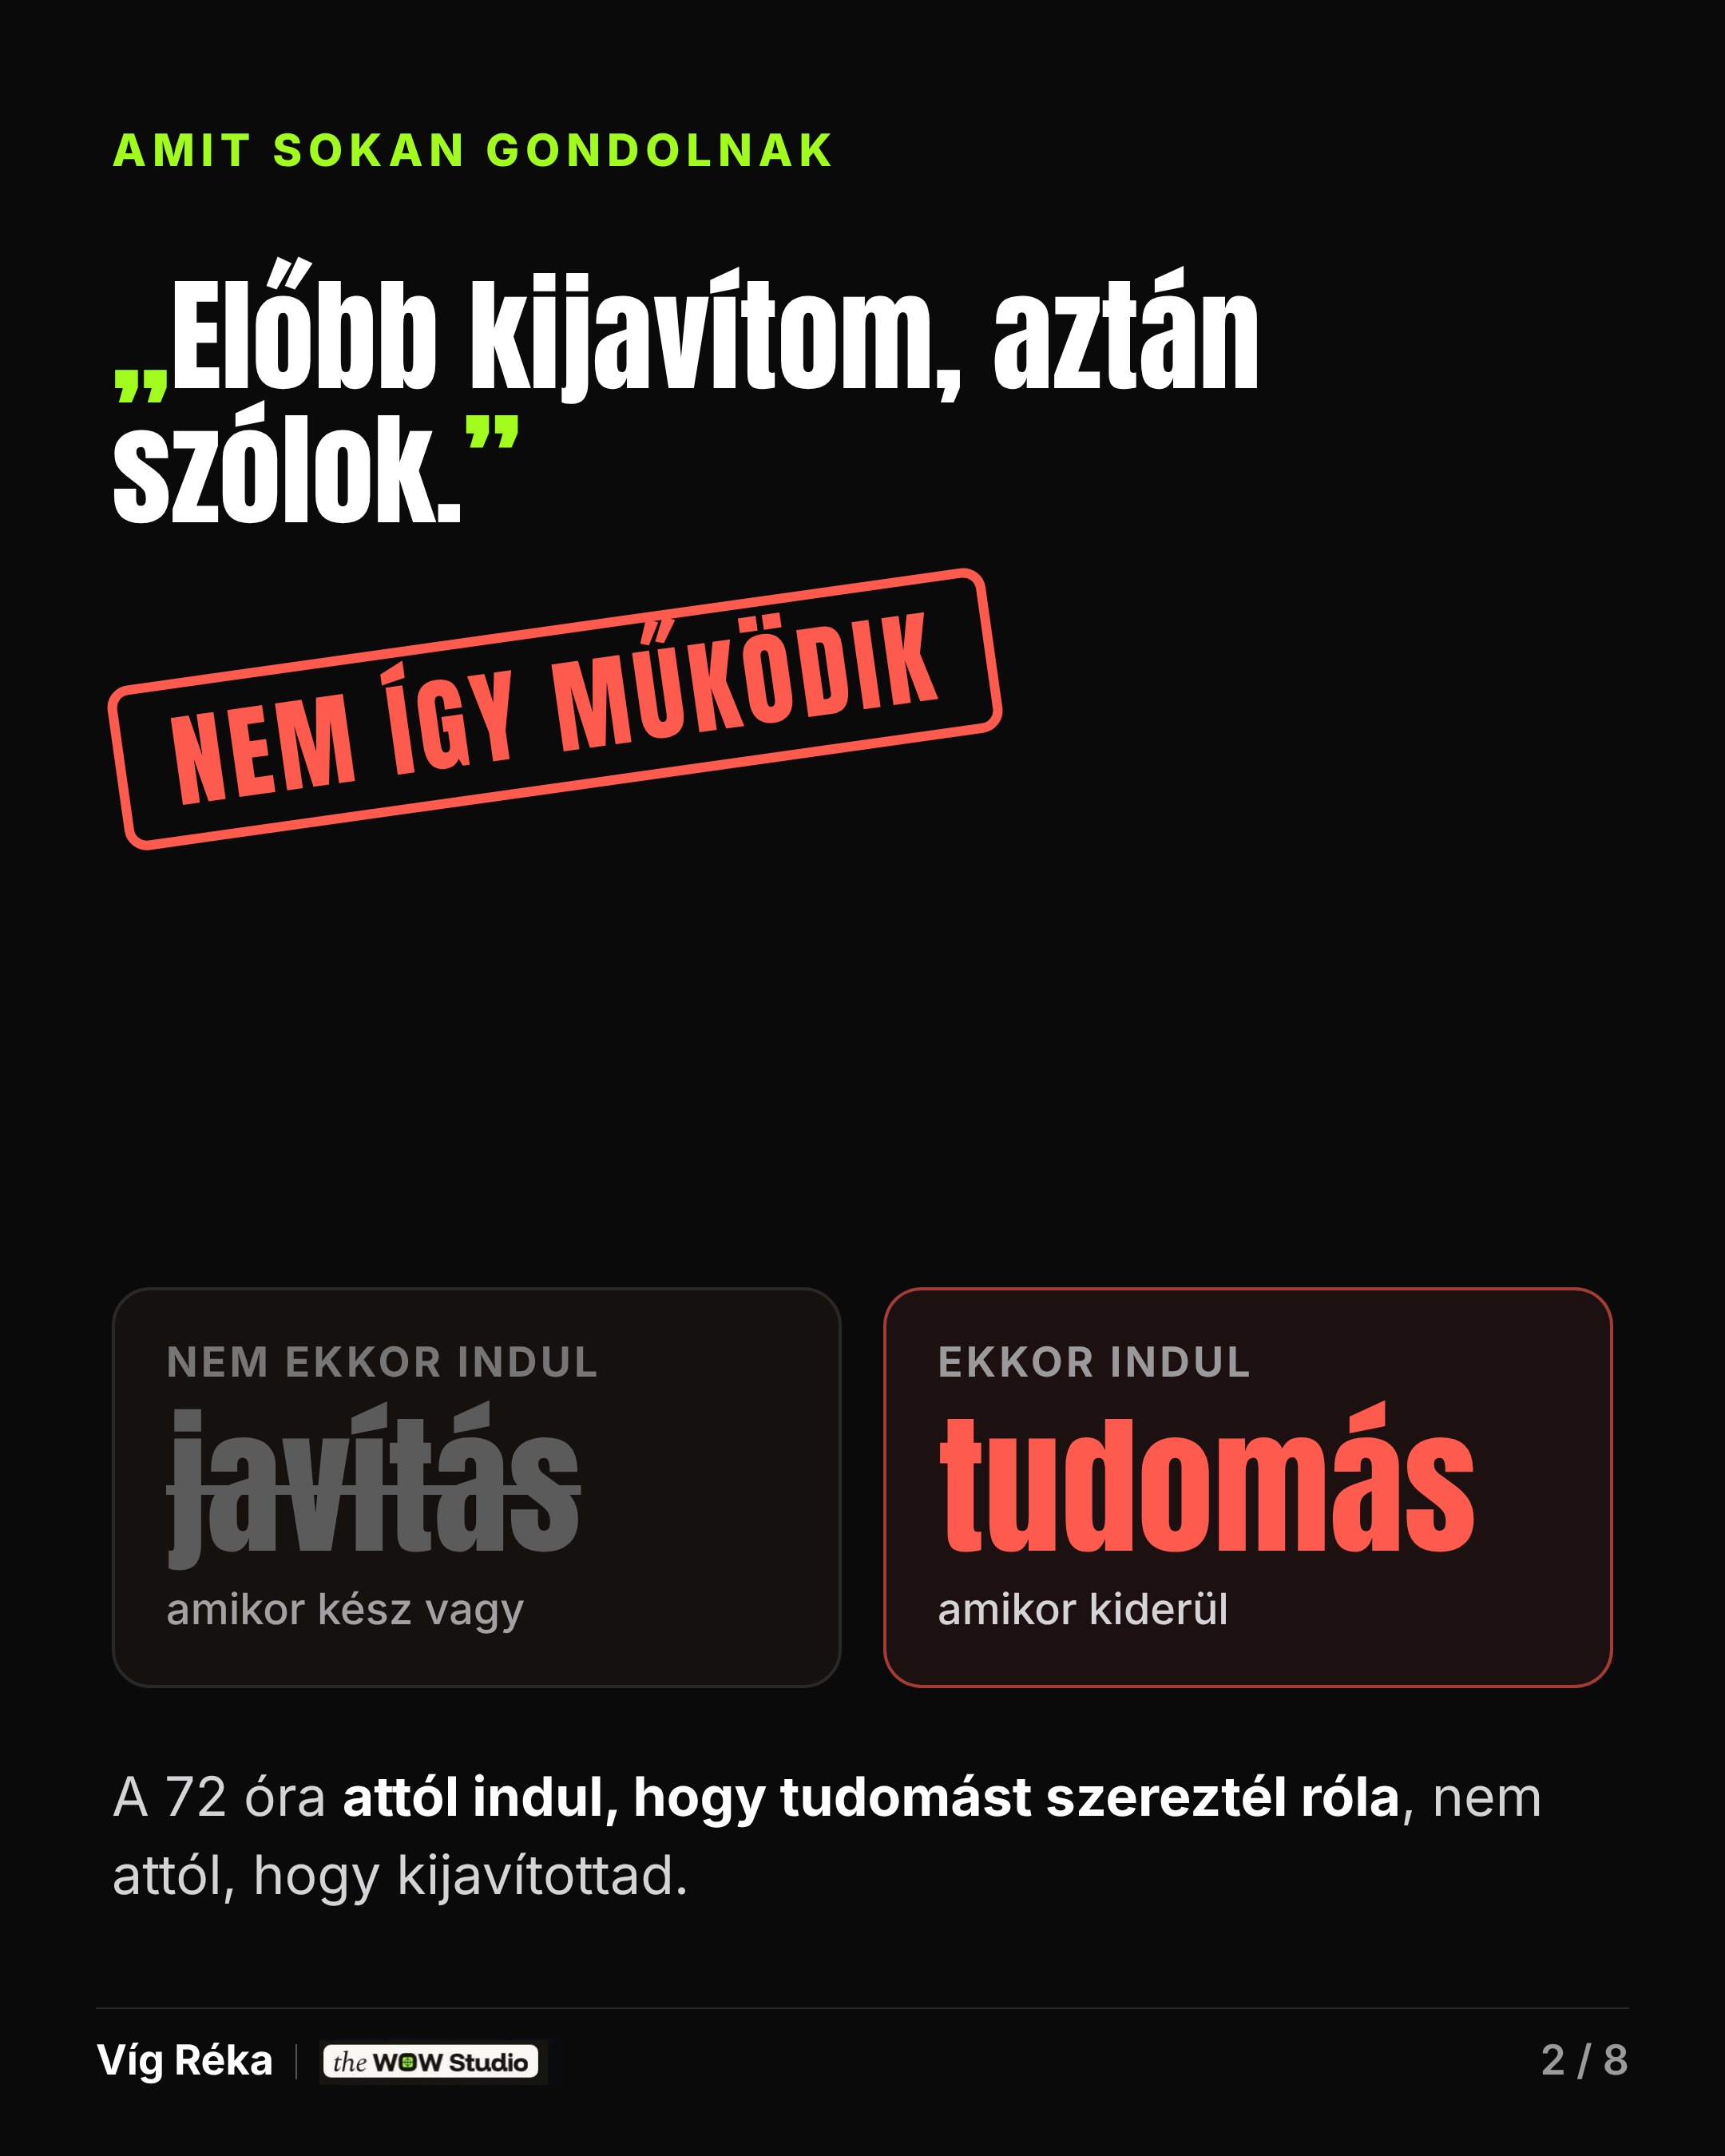 AMIT SOKAN GONDOLNAK
„Előbb kijavítom, aztán
szólok.”
NEM ÍGY MŰKÖDIK
NEM EKKOR INDUL
javítás
amikor kész vagy
EKKOR INDUL
tudomás
amikor kiderül
A 72 óra attól indul, hogy tudomást szereztél róla, nem
attól, hogy kijavítottad.
Víg Réka | the WOW Studio
2 / 8